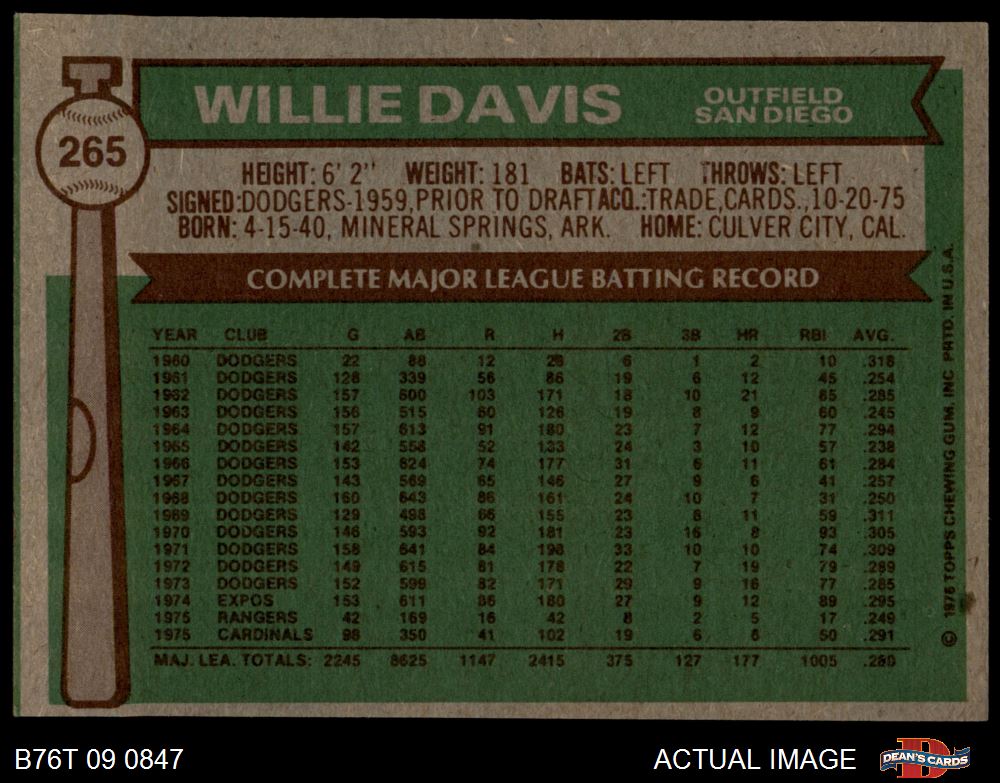 WILLIE DAVIS
OUTFIELD
SAN DIEGO
265
HEIGHT: 6' 2" WEIGHT: 181 BATS: LEFT THROWS: LEFT
SIGNED:DODGERS-1959,PRIOR TO DRAFT ACQ.:TRADE,CARDS.,10-20-75
BORN: 4-15-40, MINERAL SPRINGS, ARK. HOME: CULVER CITY, CAL.
COMPLETE MAJOR LEAGUE BATTING RECORD
YEAR CLUB G AB R H 2B 3B HR RBI AVG.
1960 DODGERS 22 88 12 28 6 1 2 10 .318
1961 DODGERS 128 339 56 86 19 6 12 45 .254
1962 DODGERS 157 600 103 171 18 10 21 85 .285
1963 DODGERS 156 515 60 126 19 8 9 60 .245
1964 DODGERS 157 613 91 180 23 7 12 77 .294
1965 DODGERS 142 558 52 133 24 3 10 57 .238
1966 DODGERS 153 624 74 177 31 6 11 61 .284
1967 DODGERS 143 569 65 146 27 9 6 41 .257
1968 DODGERS 160 643 86 161 24 10 7 31 .250
1969 DODGERS 129 498 66 155 23 8 11 59 .311
1970 DODGERS 146 593 92 181 23 16 8 93 .305
1971 DODGERS 158 641 84 198 33 10 10 74 .309
1972 DODGERS 149 615 81 178 22 7 19 79 .289
1973 DODGERS 152 599 82 171 29 9 16 77 .285
1974 EXPOS 153 611 86 180 27 9 12 89 .295
1975 RANGERS 42 169 16 42 8 2 5 17 .249
1975 CARDINALS 98 350 41 102 19 6 6 50 .291
MAJ. LEA. TOTALS: 2245 8625 1147 2415 375 127 177 1005 .280
© 1976 TOPPS CHEWING GUM, INC PRTD. IN U.S.A.
B76T 09 0847
ACTUAL IMAGE
DEAN'S CARDS